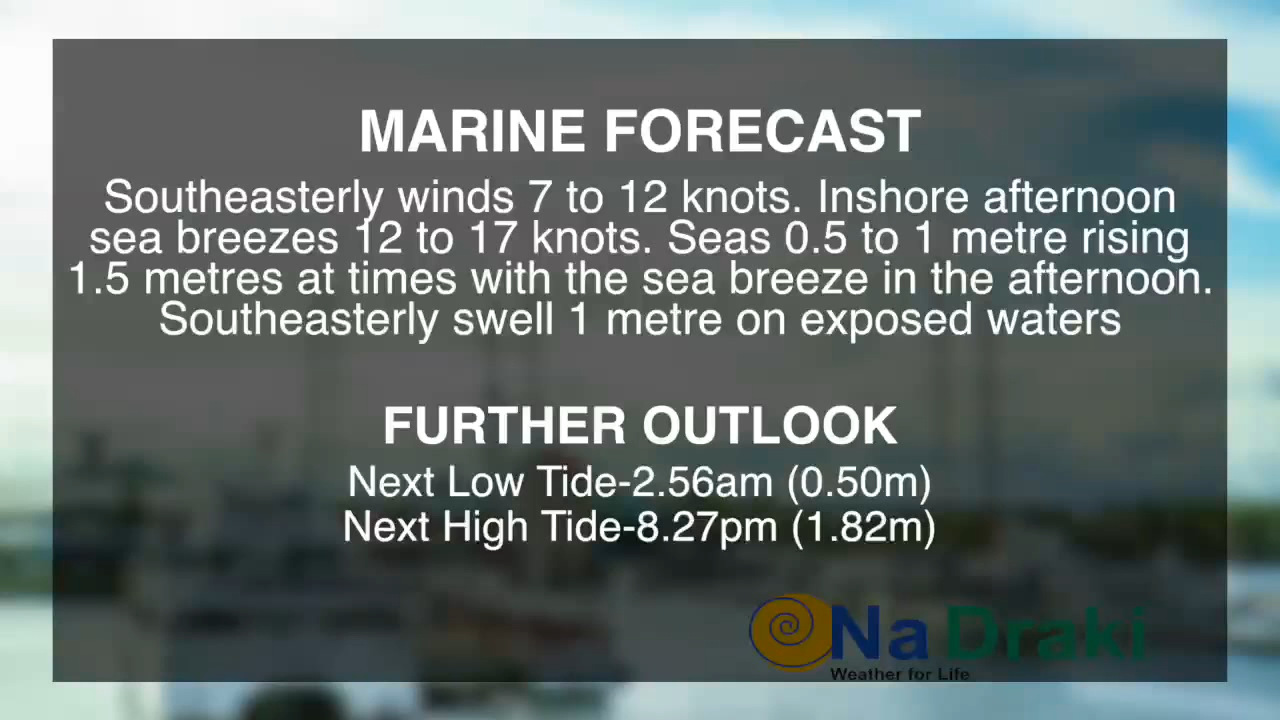 MARINE FORECAST
Southeasterly winds 7 to 12 knots. Inshore afternoon
sea breezes 12 to 17 knots. Seas 0.5 to 1 metre rising
1.5 metres at times with the sea breeze in the afternoon.
Southeasterly swell 1 metre on exposed waters
FURTHER OUTLOOK
Next Low Tide-2.56am (0.50m)
Next High Tide-8.27pm (1.82m)
Na Draki
Weather for Life